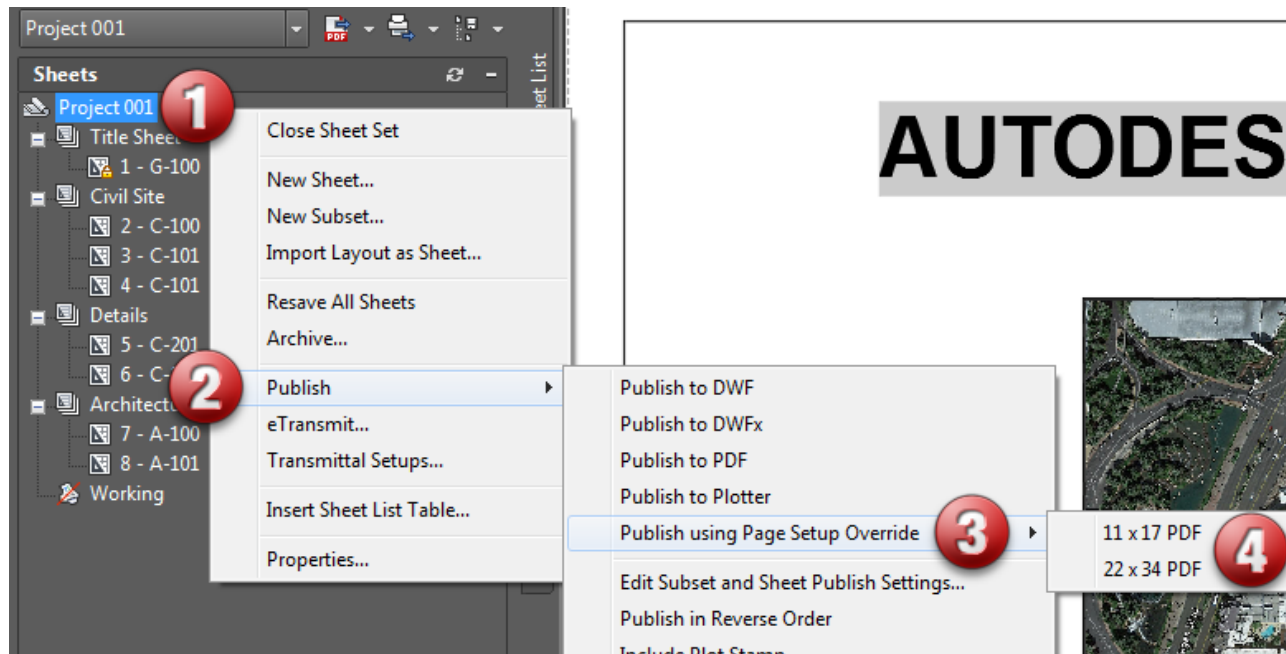 Project 001
PDF
Sheets
Sheet List
Project 001
1
Title Sheet
1 - G-100
Civil Site
2 - C-100
3 - C-101
4 - C-101
Details
5 - C-201
6 - C-
Architect
7 - A-100
8 - A-101
Working
Close Sheet Set
New Sheet...
New Subset...
Import Layout as Sheet...
Resave All Sheets
Archive...
2
Publish
eTransmit...
Transmittal Setups...
Insert Sheet List Table...
Properties...
Publish to DWF
Publish to DWFx
Publish to PDF
Publish to Plotter
Publish using Page Setup Override
3
Edit Subset and Sheet Publish Settings...
Publish in Reverse Order
Include Plot Stamp
11 x 17 PDF
22 x 34 PDF
4
AUTODES